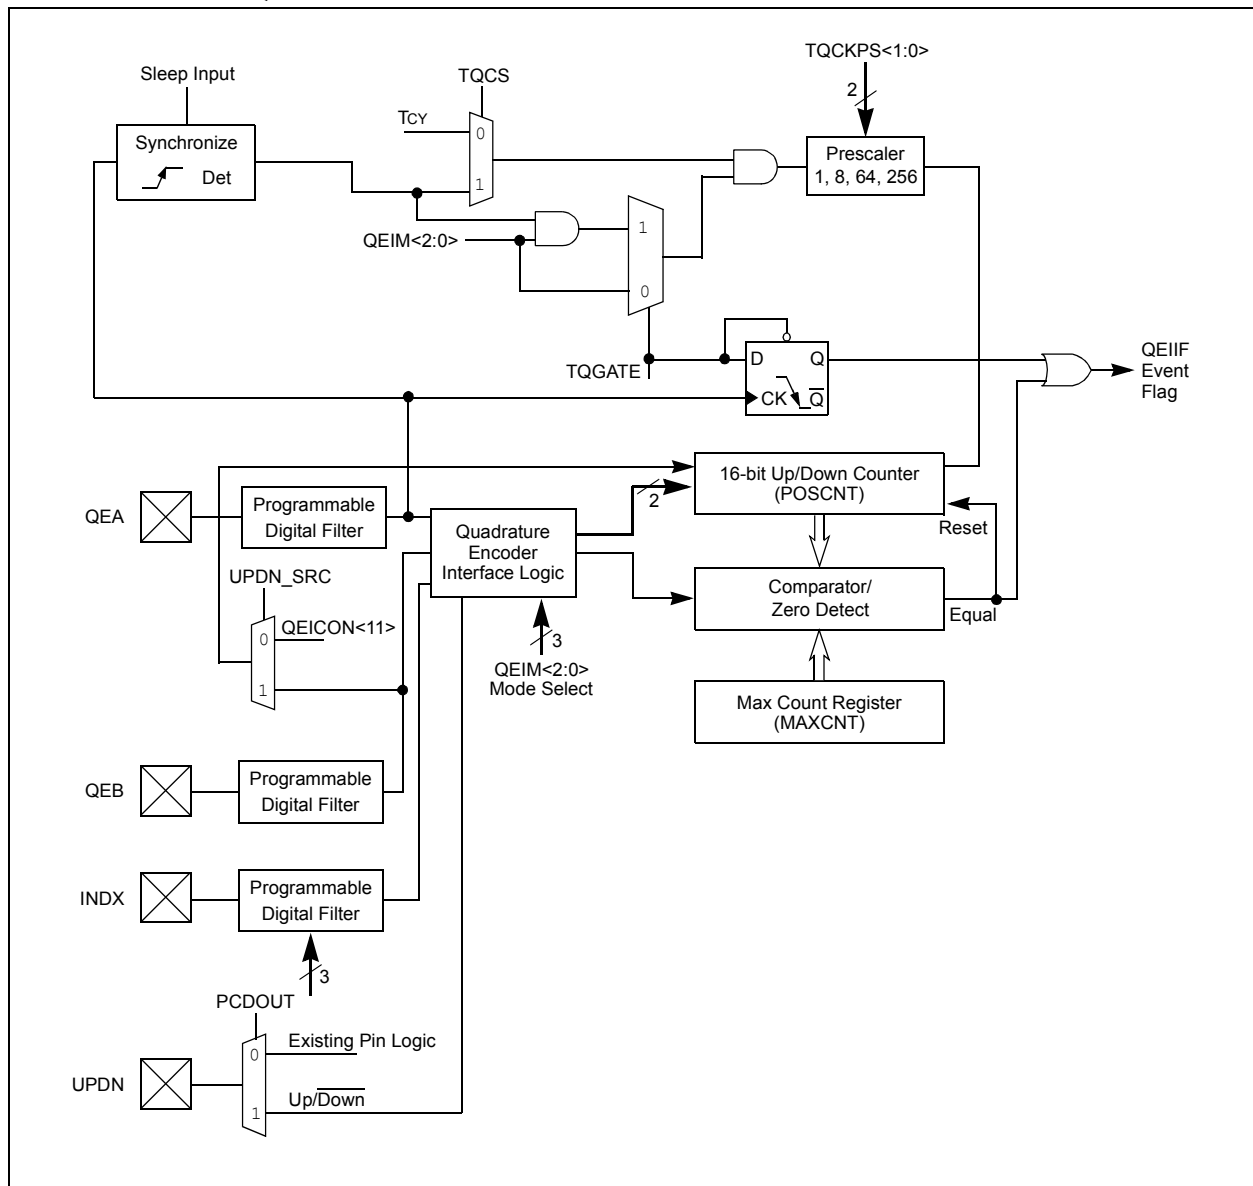 TQCKPS<1:0>
Sleep Input
TQCS
2
TCY
0
Synchronize
Det
1
Prescaler
1, 8, 64, 256
QEIM<2:0>
1
0
D
Q
TQGATE
CK
Q
QEIIF
Event
Flag
16-bit Up/Down Counter
(POSCNT)
2
QEA
Programmable
Digital Filter
Quadrature
Encoder
Interface Logic
Reset
UPDN_SRC
0
QEICON<11>
1
Comparator/
Zero Detect
Equal
3
QEIM<2:0>
Mode Select
Max Count Register
(MAXCNT)
QEB
Programmable
Digital Filter
INDX
Programmable
Digital Filter
3
PCDOUT
0
Existing Pin Logic
UPDN
1
Up/Down